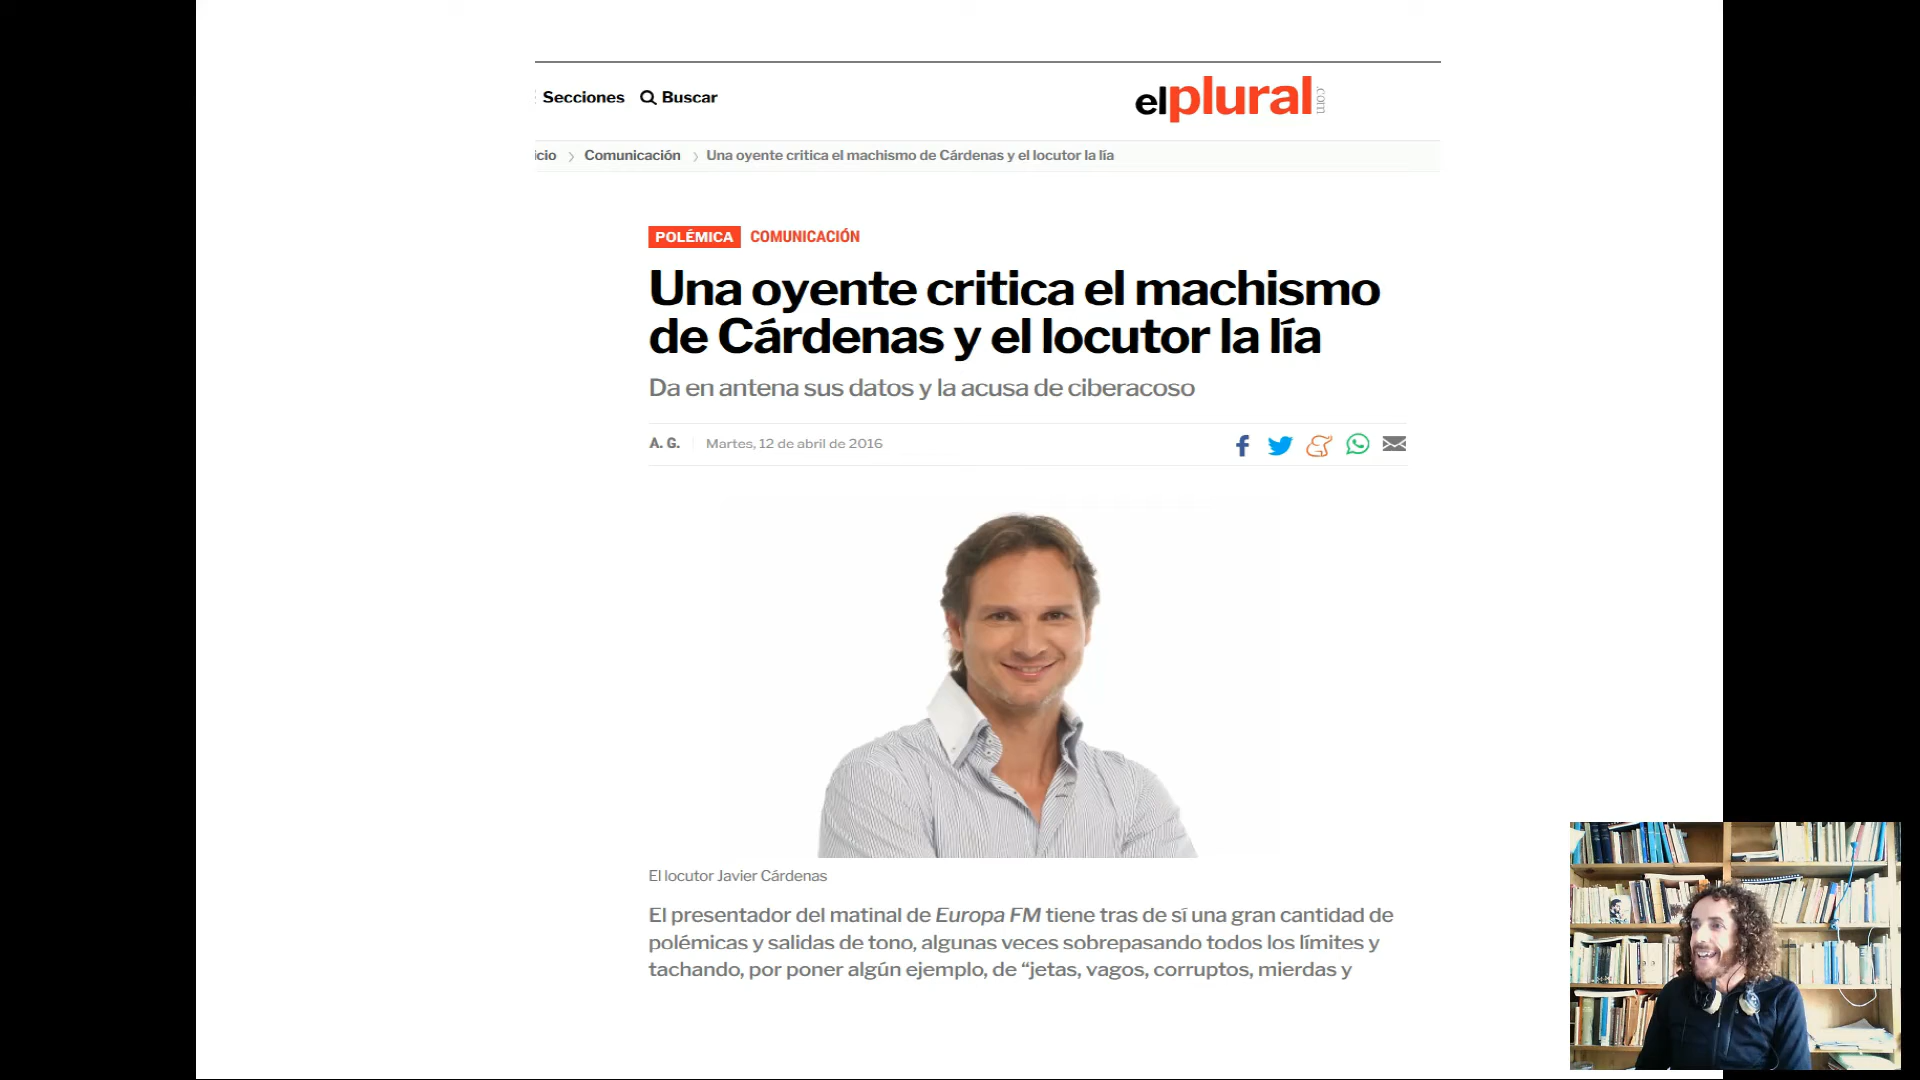 Secciones Buscar
elplural.com
icio > Comunicación > Una oyente critica el machismo de Cárdenas y el locutor la lía
POLÉMICA COMUNICACIÓN
Una oyente critica el machismo
de Cárdenas y el locutor la lía
Da en antena sus datos y la acusa de ciberacoso
A. G. Martes, 12 de abril de 2016
El locutor Javier Cárdenas
El presentador del matinal de Europa FM tiene tras de sí una gran cantidad de
polémicas y salidas de tono, algunas veces sobrepasando todos los límites y
tachando, por poner algún ejemplo, de “jetas, vagos, corruptos, mierdas y